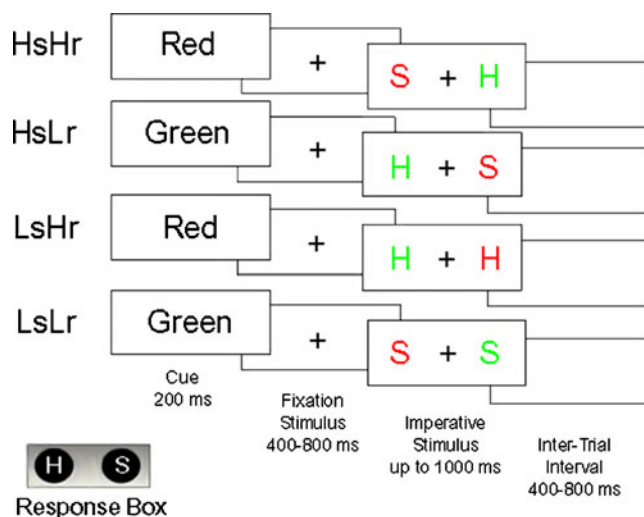 HsHr
Red
+
S + H
HsLr
Green
+
H + S
LsHr
Red
+
H + H
LsLr
Green
+
S + S
Cue
200 ms
Fixation
Stimulus
400-800 ms
Imperative
Stimulus
up to 1000 ms
Inter-Trial
Interval
400-800 ms
H S
Response Box